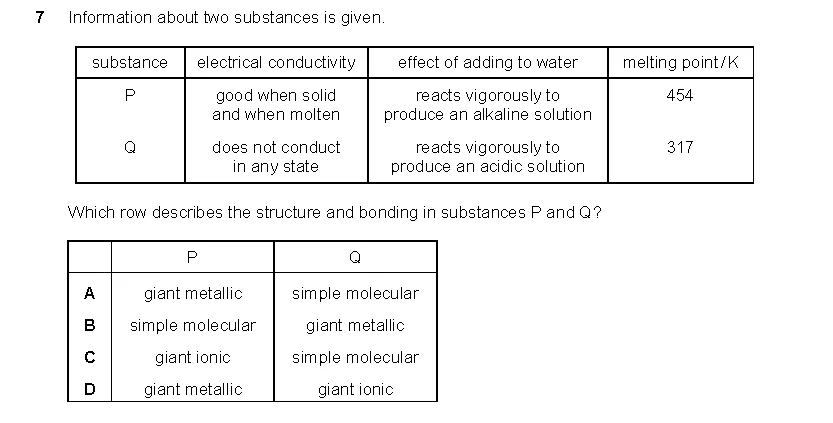 7 Information about two substances is given.
substance electrical conductivity effect of adding to water melting point / K
P good when solid reacts vigorously to 454
and when molten produce an alkaline solution
Q does not conduct reacts vigorously to 317
in any state produce an acidic solution
Which row describes the structure and bonding in substances P and Q?
P Q
A giant metallic simple molecular
B simple molecular giant metallic
C giant ionic simple molecular
D giant metallic giant ionic